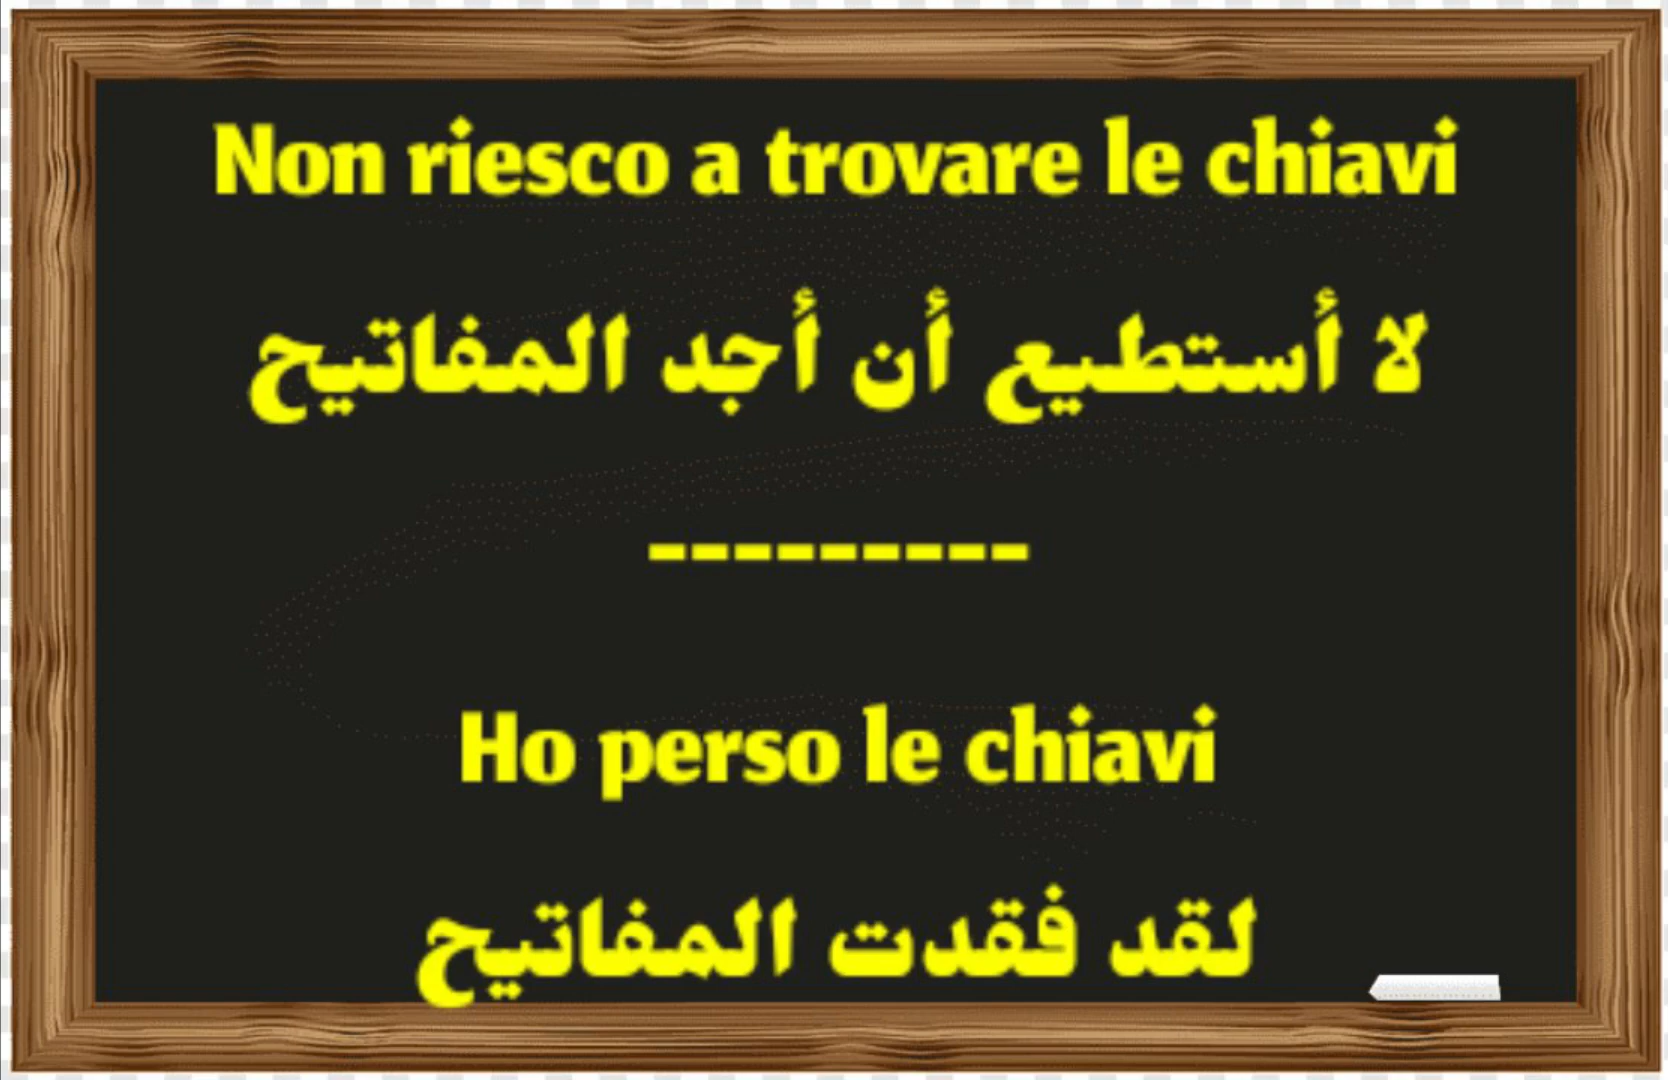 Non riesco a trovare le chiavi
لا أستطيع أن أجد المفاتيح
---------
Ho perso le chiavi
لقد فقدت المفاتيح